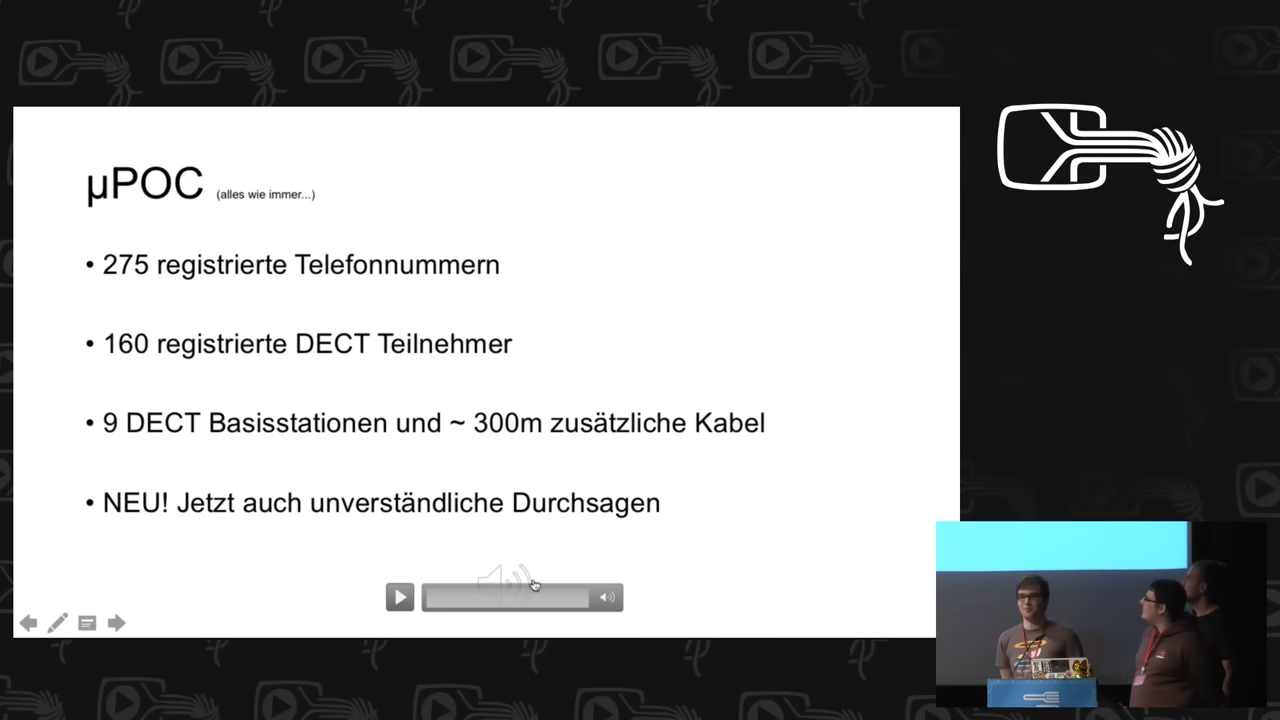 µPOC (alles wie immer...)
• 275 registrierte Telefonnummern
• 160 registrierte DECT Teilnehmer
• 9 DECT Basisstationen und ~ 300m zusätzliche Kabel
• NEU! Jetzt auch unverständliche Durchsagen